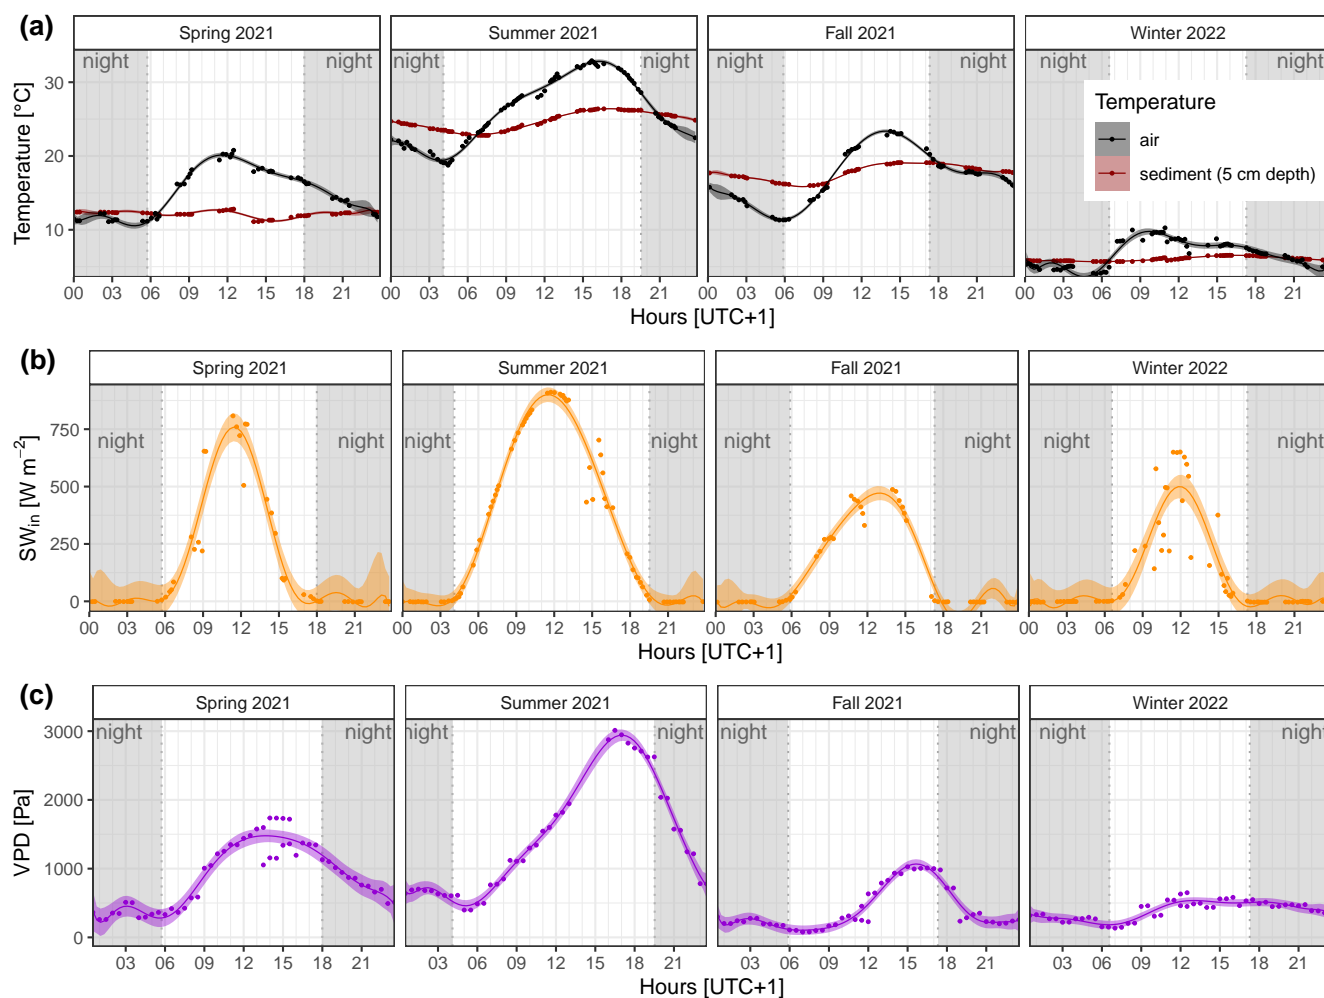 (a)
Spring 2021 Summer 2021 Fall 2021 Winter 2022
night night night night night night night
Temperature [°C]
30
20
10
Temperature
air
sediment (5 cm depth)
00 03 06 09 12 15 18 21 00 03 06 09 12 15 18 21 00 03 06 09 12 15 18 21 00 03 06 09 12 15 18 21
Hours [UTC+1]
(b)
Spring 2021 Summer 2021 Fall 2021 Winter 2022
night night night night night night night night
SWin [W m−2]
750
500
250
0
00 03 06 09 12 15 18 21 00 03 06 09 12 15 18 21 00 03 06 09 12 15 18 21 00 03 06 09 12 15 18 21
Hours [UTC+1]
(c)
Spring 2021 Summer 2021 Fall 2021 Winter 2022
night night night night night night night night
VPD [Pa]
3000
2000
1000
0
03 06 09 12 15 18 21 03 06 09 12 15 18 21 03 06 09 12 15 18 21 03 06 09 12 15 18 21
Hours [UTC+1]